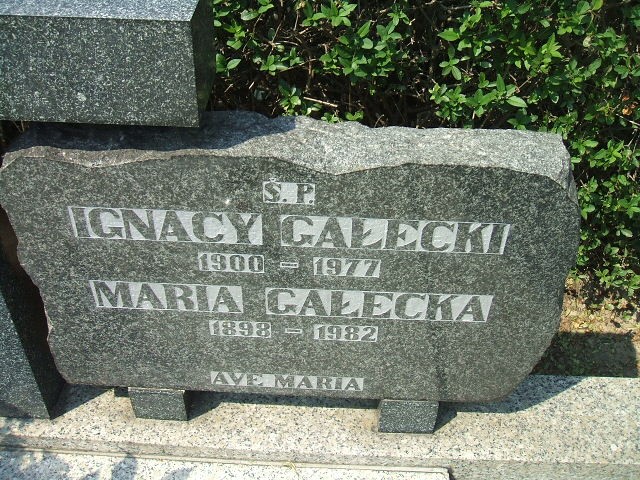 Ś.P.
IGNACY GAŁECKI
1900 - 1977
MARIA GAŁECKA
1898 - 1982
AVE MARIA